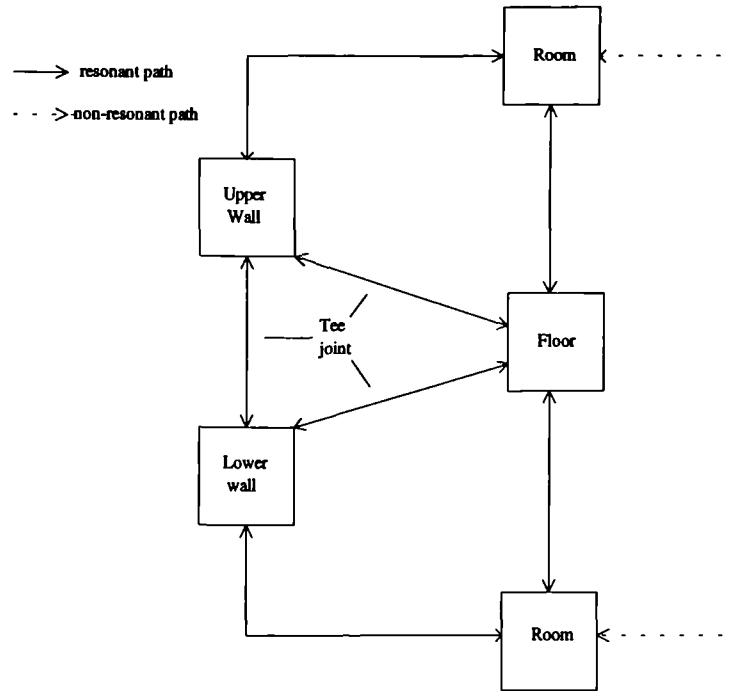 Room
resonant path
non-resonant path
Upper
Wall
Tee
joint
Floor
Lower
wall
Room